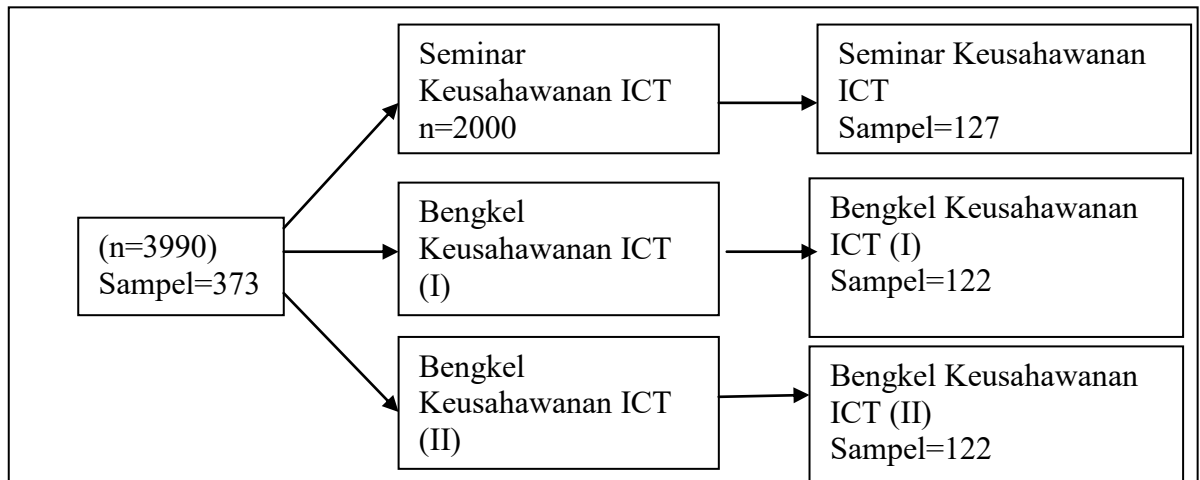 (n=3990)
Sampel=373
Seminar
Keusahawanan ICT
n=2000
Seminar Keusahawanan
ICT
Sampel=127
Bengkel
Keusahawanan ICT
(I)
Bengkel Keusahawanan
ICT (I)
Sampel=122
Bengkel
Keusahawanan ICT
(II)
Bengkel Keusahawanan
ICT (II)
Sampel=122